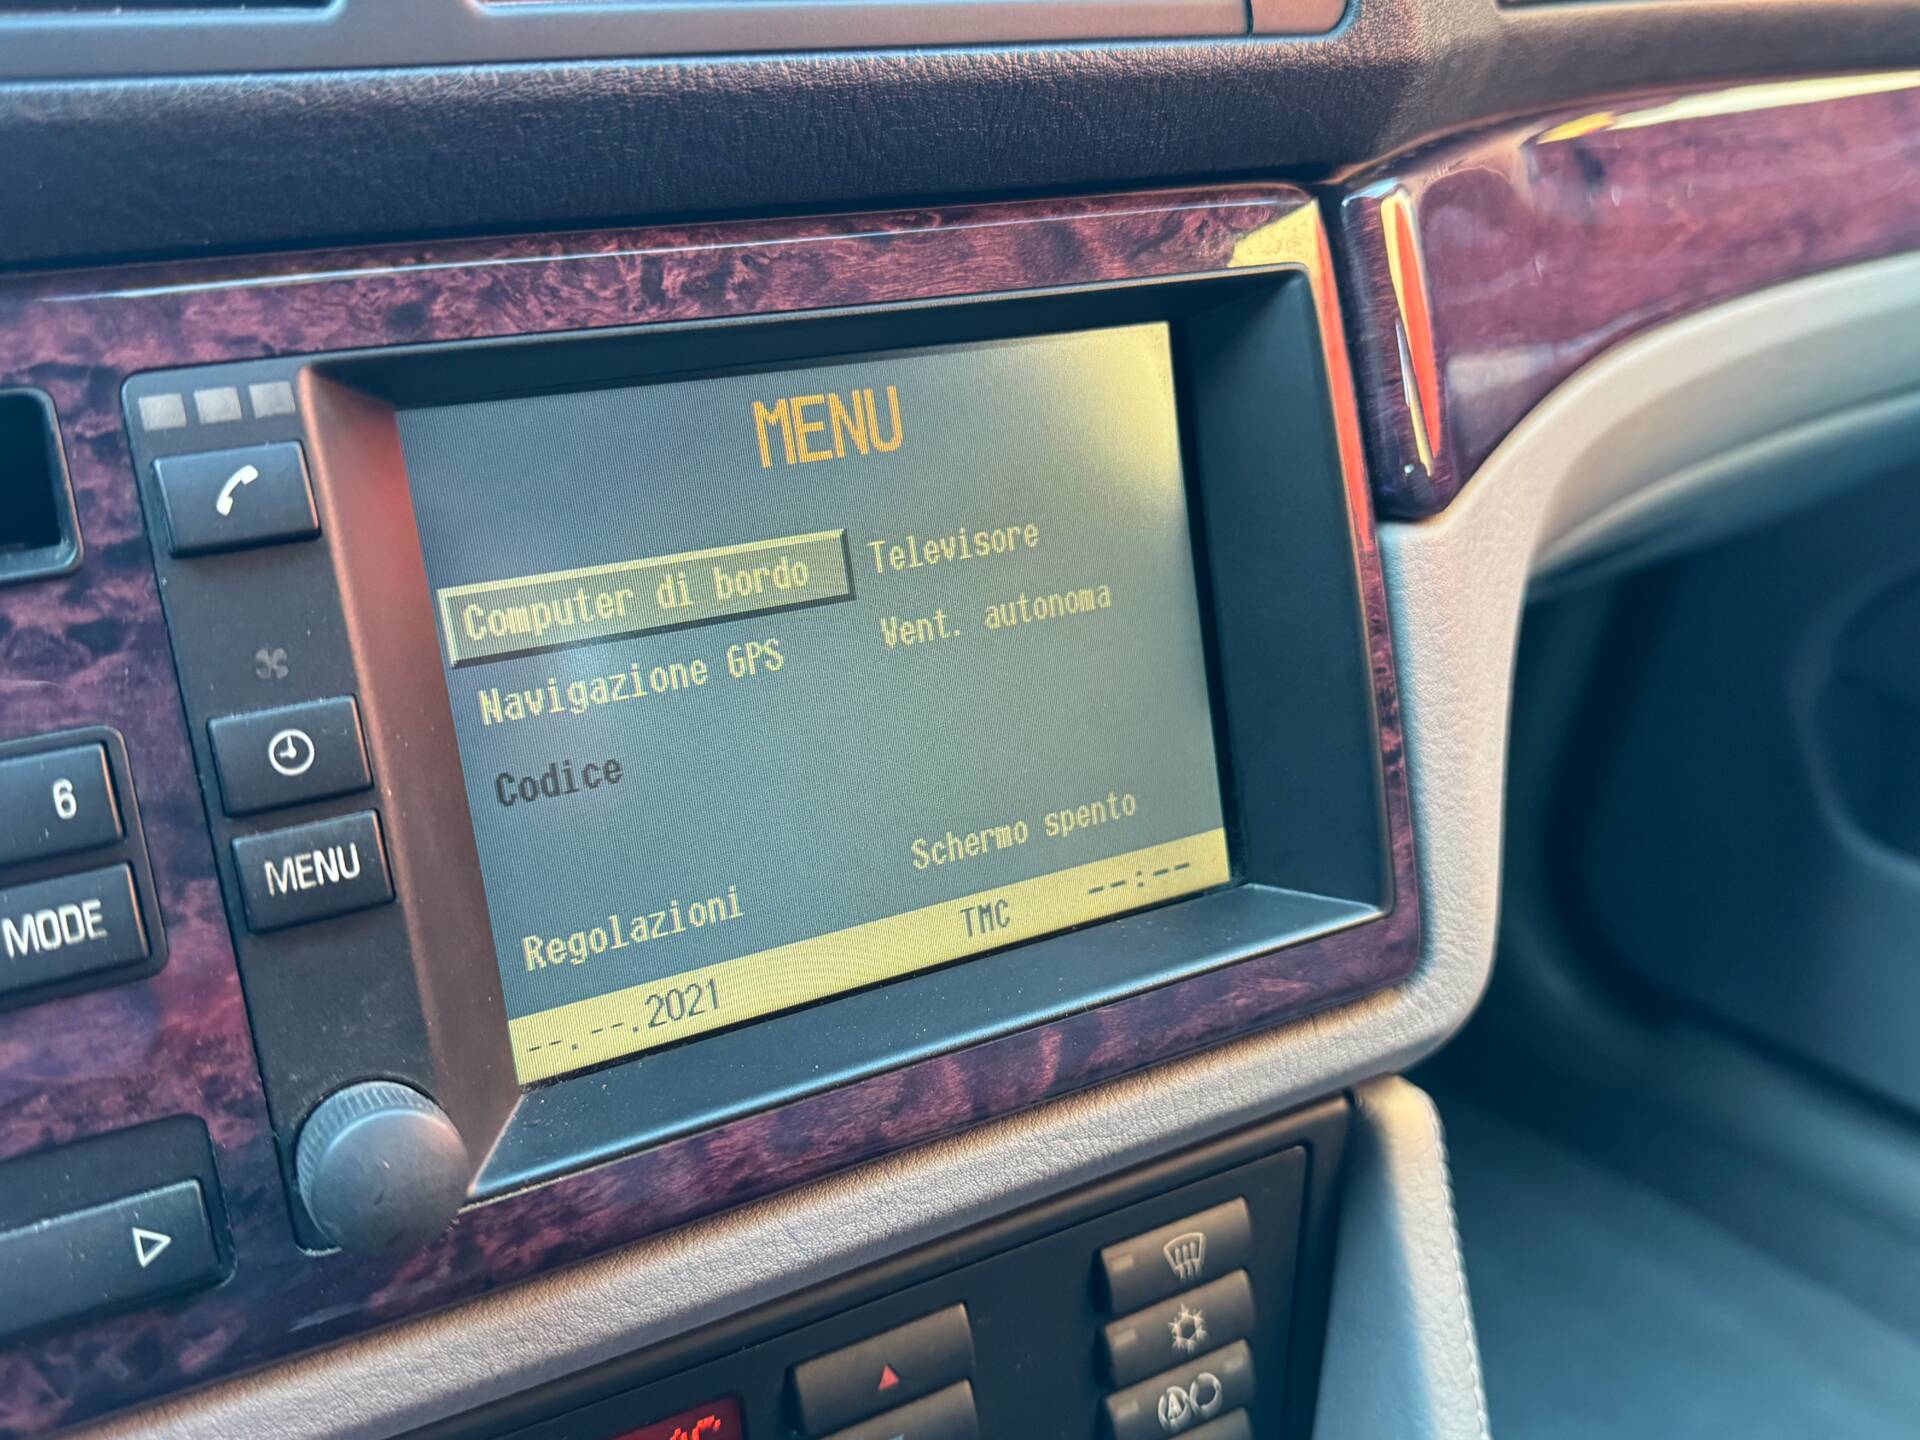 MENU
Computer di bordo
Televisore
Navigazione GPS
Vent. autonoma
Codice
Schermo spento
Regolazioni
--.--.2021
TMC
--:--
6
MENU
MODE